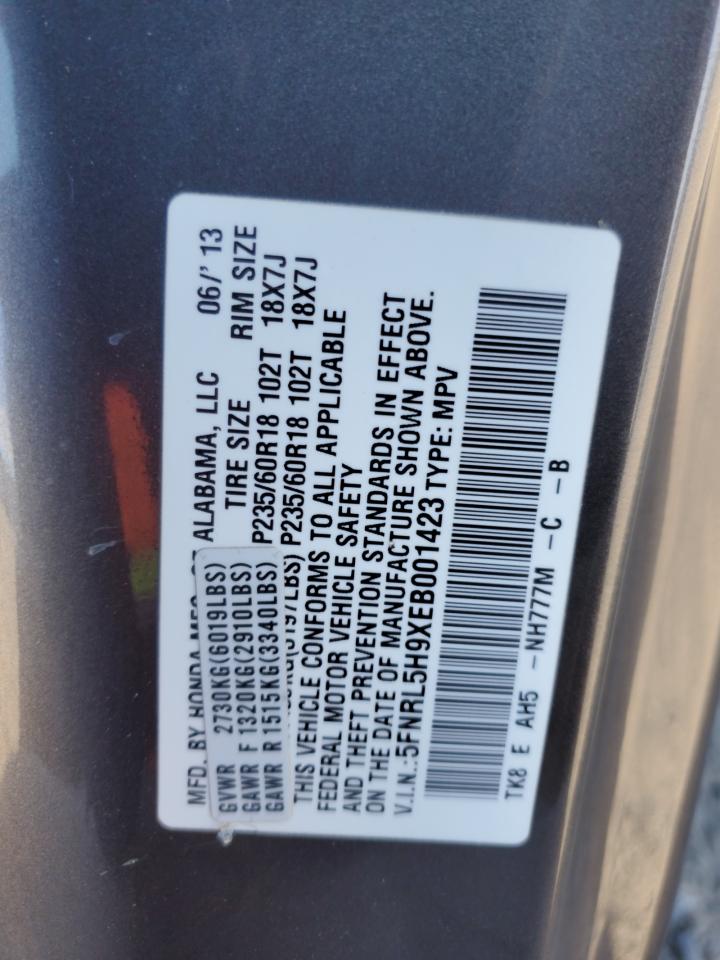 MFD. BY HONDA MFG. OF ALABAMA, LLC 06/'13
TIRE SIZE RIM SIZE
GVWR 2730KG(6019LBS)
GAWR F 1320KG(2910LBS) P235/60R18 102T 18X7J
GAWR R 1515KG(3340LBS) P235/60R18 102T 18X7J
THIS VEHICLE CONFORMS TO ALL APPLICABLE
FEDERAL MOTOR VEHICLE SAFETY
AND THEFT PREVENTION STANDARDS IN EFFECT
ON THE DATE OF MANUFACTURE SHOWN ABOVE.
V.I.N.:5FNRL5H9XEB001423 TYPE: MPV
TK8 E AH5 -NH777M -C -B